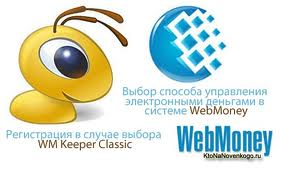 Выбор способа управления
электронными деньгами в
системе WebMoney
Регистрация в случае выбора
WM Keeper Classic
WebMoney
KtoNaNovenkogo.ru